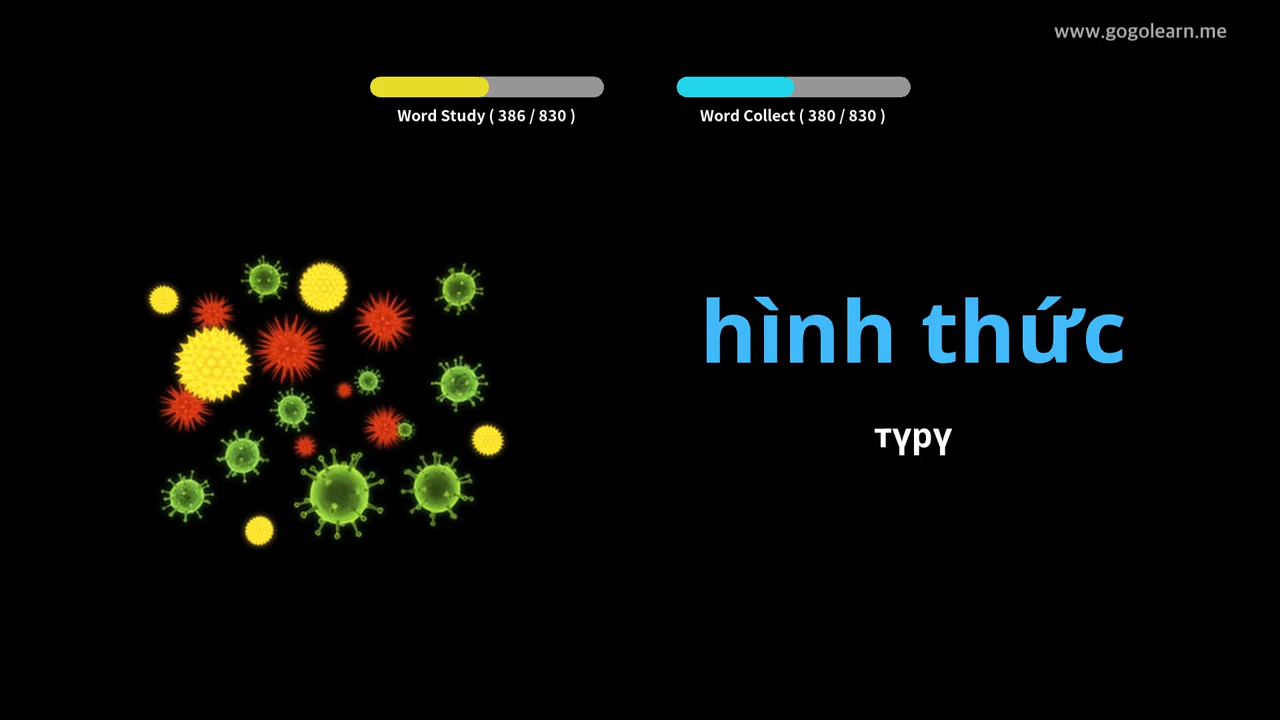 www.gogolearn.me
Word Study ( 386 / 830 )
Word Collect ( 380 / 830 )
hình thức
түрү